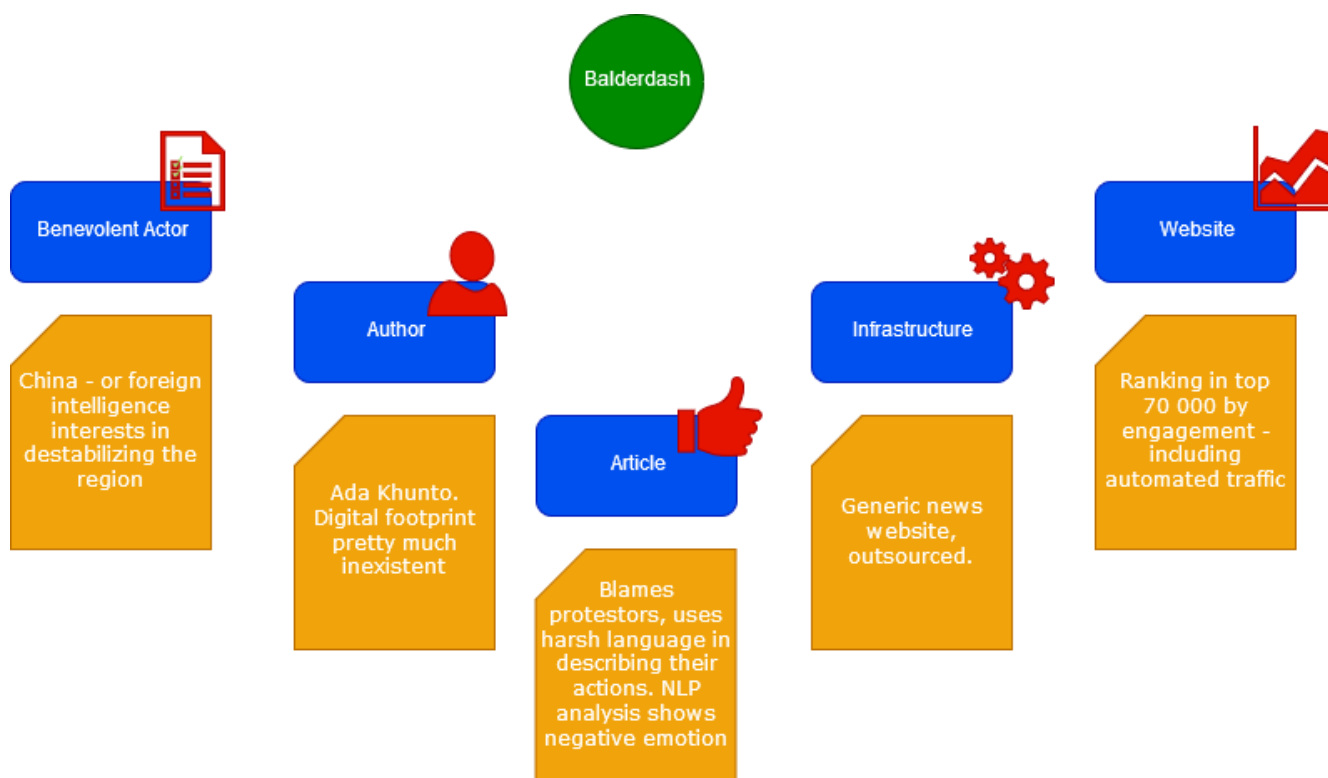 Balderdash
Benevolent Actor
China - or foreign
intelligence
interests in
destabilizing the
region
Author
Ada Khunto.
Digital footprint
pretty much
inexistent
Article
Blames
protestors, uses
harsh language in
describing their
actions. NLP
analysis shows
negative emotion
Infrastructure
Generic news
website,
outsourced.
Website
Ranking in top
70 000 by
engagement -
including
automated traffic